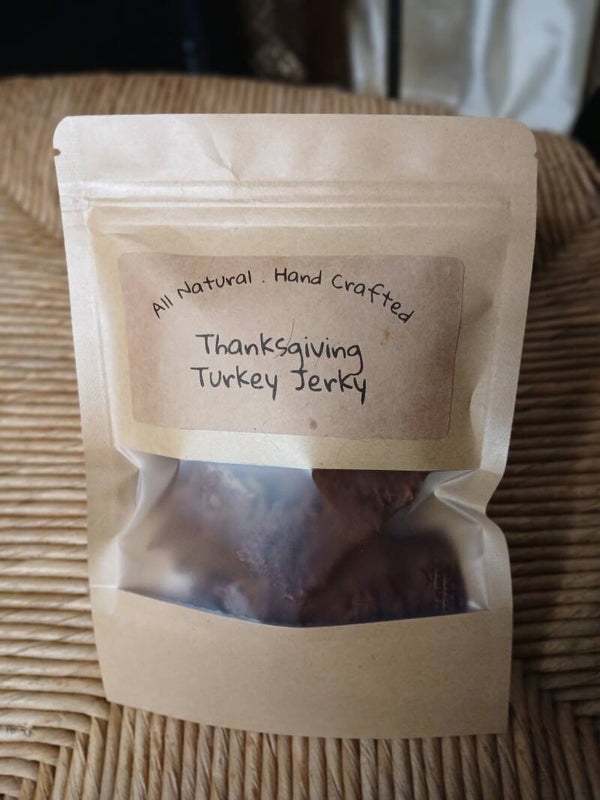 All Natural . Hand Crafted
Thanksgiving
Turkey Jerky